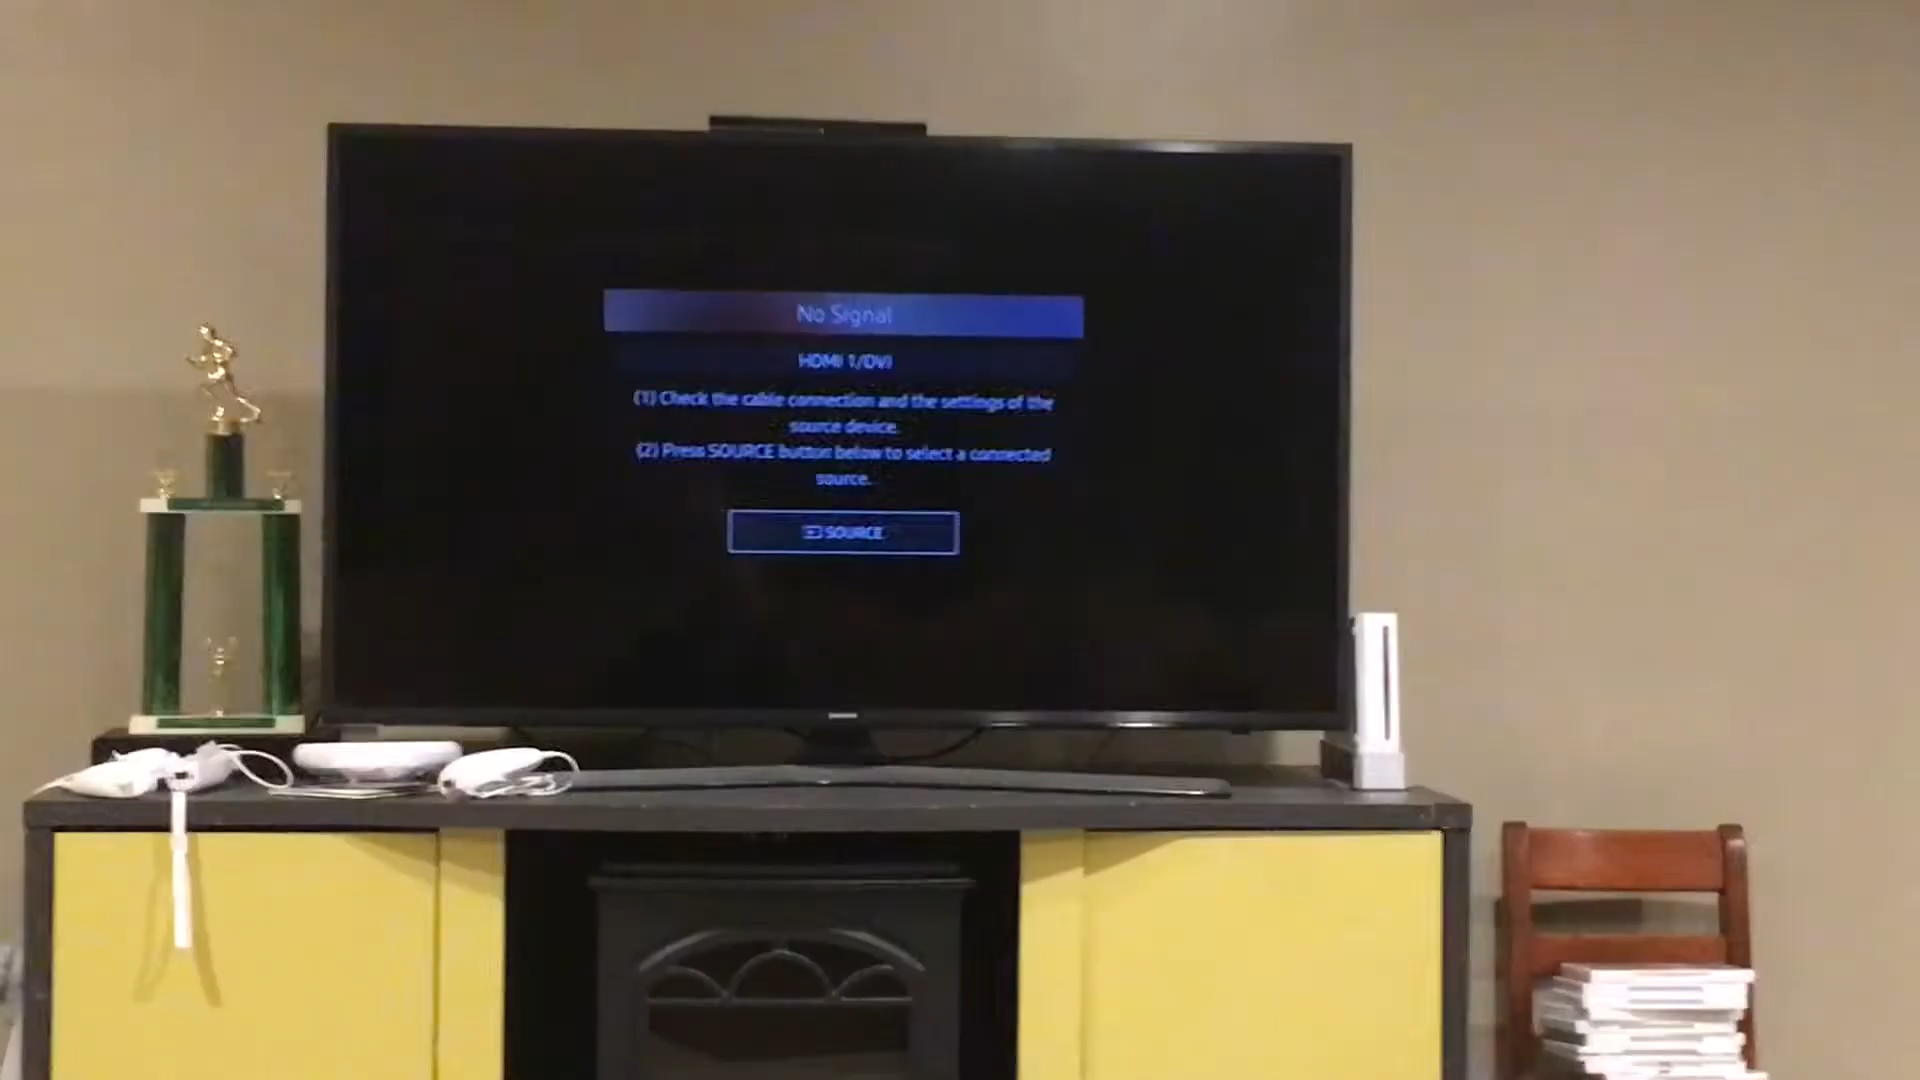 No Signal
HDMI 1/DVI
(1) Check the cable connection and the settings of the
source device.
(2) Press SOURCE button below to select a connected
source.
SOURCE